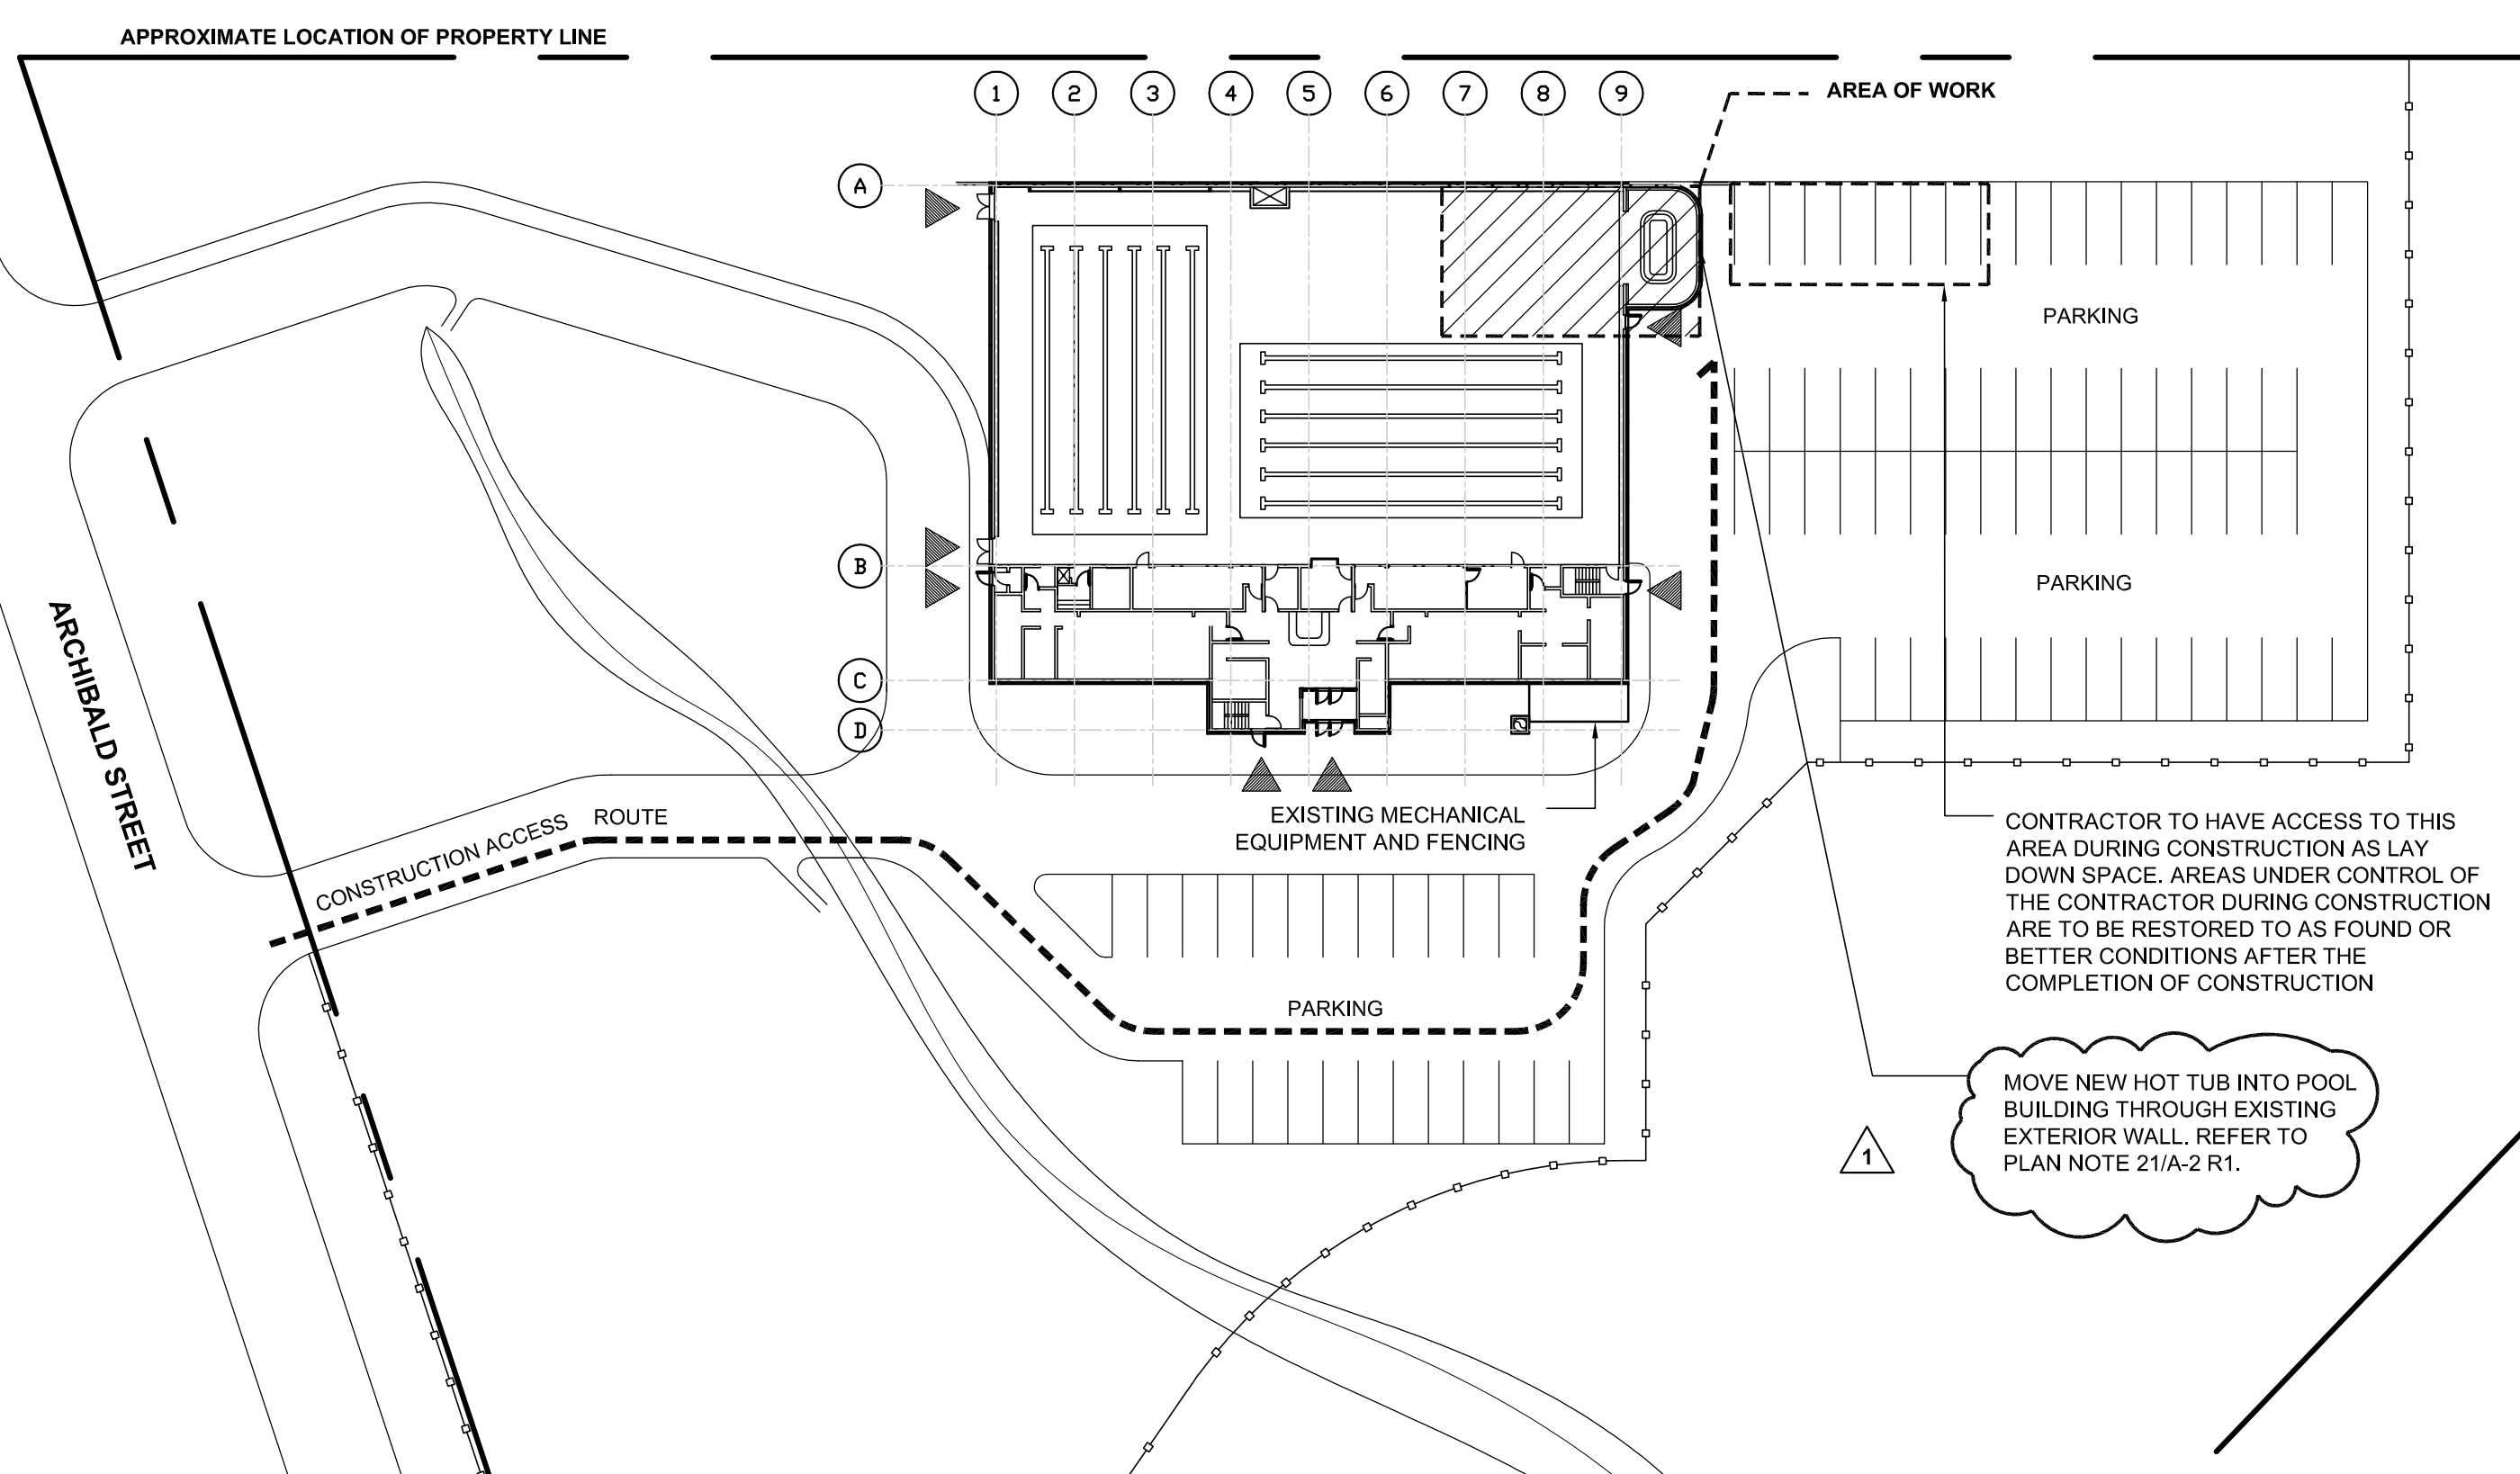 APPROXIMATE LOCATION OF PROPERTY LINE
1 2 3 4 5 6 7 8 9
AREA OF WORK
A
B
C
D
PARKING
PARKING
ARCHIBALD STREET
CONSTRUCTION ACCESS ROUTE
EXISTING MECHANICAL
EQUIPMENT AND FENCING
PARKING
CONTRACTOR TO HAVE ACCESS TO THIS
AREA DURING CONSTRUCTION AS LAY
DOWN SPACE. AREAS UNDER CONTROL OF
THE CONTRACTOR DURING CONSTRUCTION
ARE TO BE RESTORED TO AS FOUND OR
BETTER CONDITIONS AFTER THE
COMPLETION OF CONSTRUCTION
1
MOVE NEW HOT TUB INTO POOL
BUILDING THROUGH EXISTING
EXTERIOR WALL. REFER TO
PLAN NOTE 21/A-2 R1.